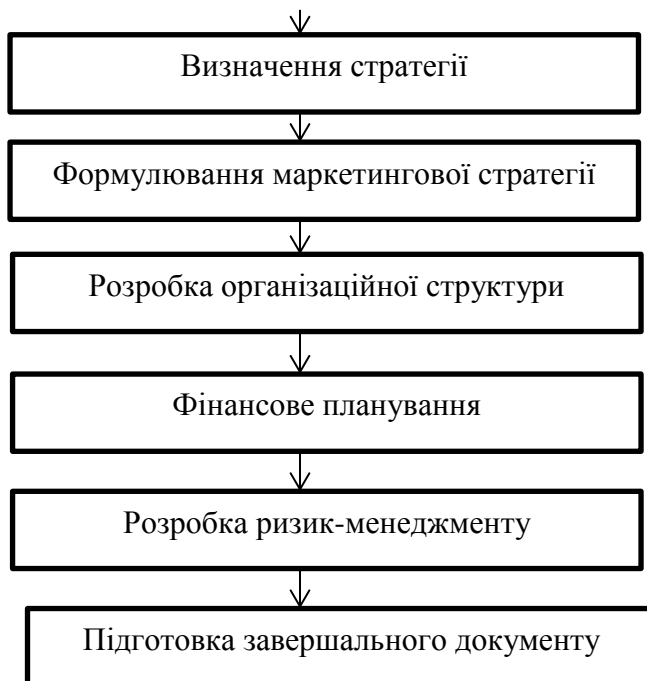 Визначення стратегії
Формулювання маркетингової стратегії
Розробка організаційної структури
Фінансове планування
Розробка ризик-менеджменту
Підготовка завершального документу